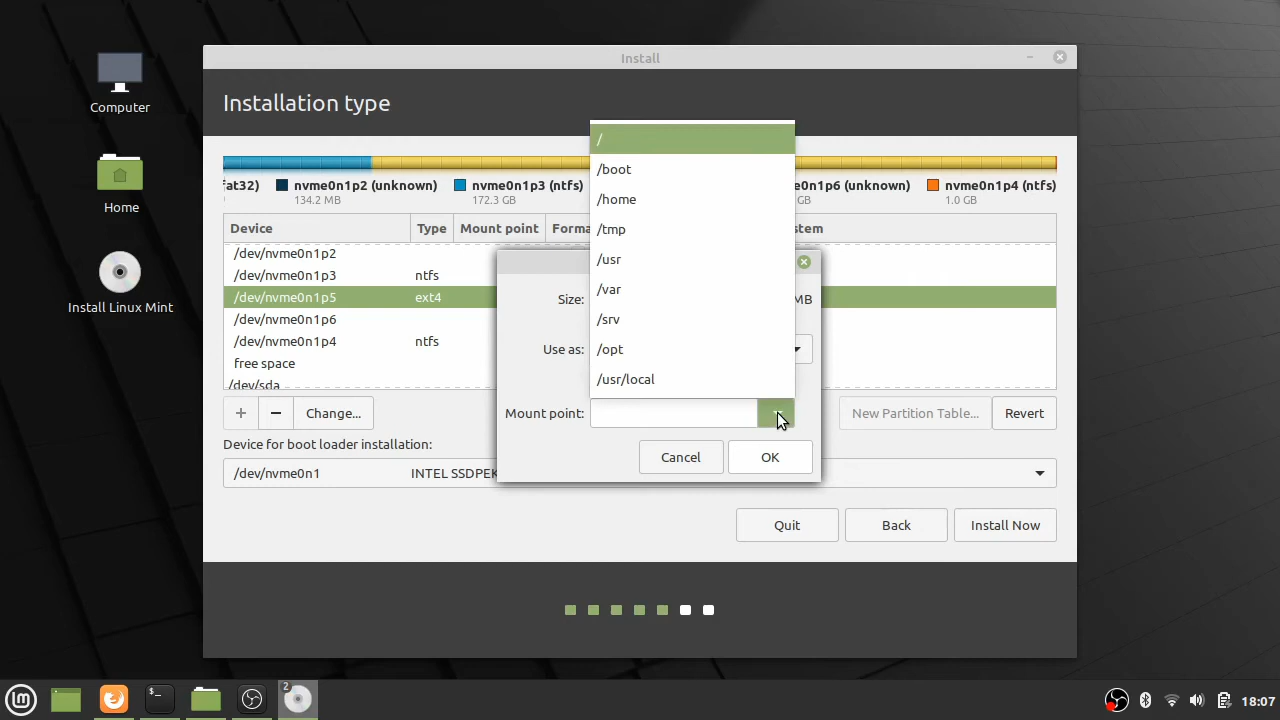 Install
Computer
Home
Install Linux Mint
Installation type
fat32) nvme0n1p2 (unknown) nvme0n1p3 (ntfs) e0n1p6 (unknown) nvme0n1p4 (ntfs)
134.2 MB 172.3 GB GB 1.0 GB
Device Type Mount point Forma stem
/dev/nvme0n1p2
/dev/nvme0n1p3 ntfs
/dev/nvme0n1p5 ext4
/dev/nvme0n1p6
/dev/nvme0n1p4 ntfs
free space
/dev/sda
/
/boot
/home
/tmp
/usr
/var
/srv
/opt
/usr/local
Size: MB
Use as:
Mount point:
Cancel OK
+ − Change... New Partition Table... Revert
Device for boot loader installation:
/dev/nvme0n1 INTEL SSDPEK
Quit Back Install Now
2
18:07